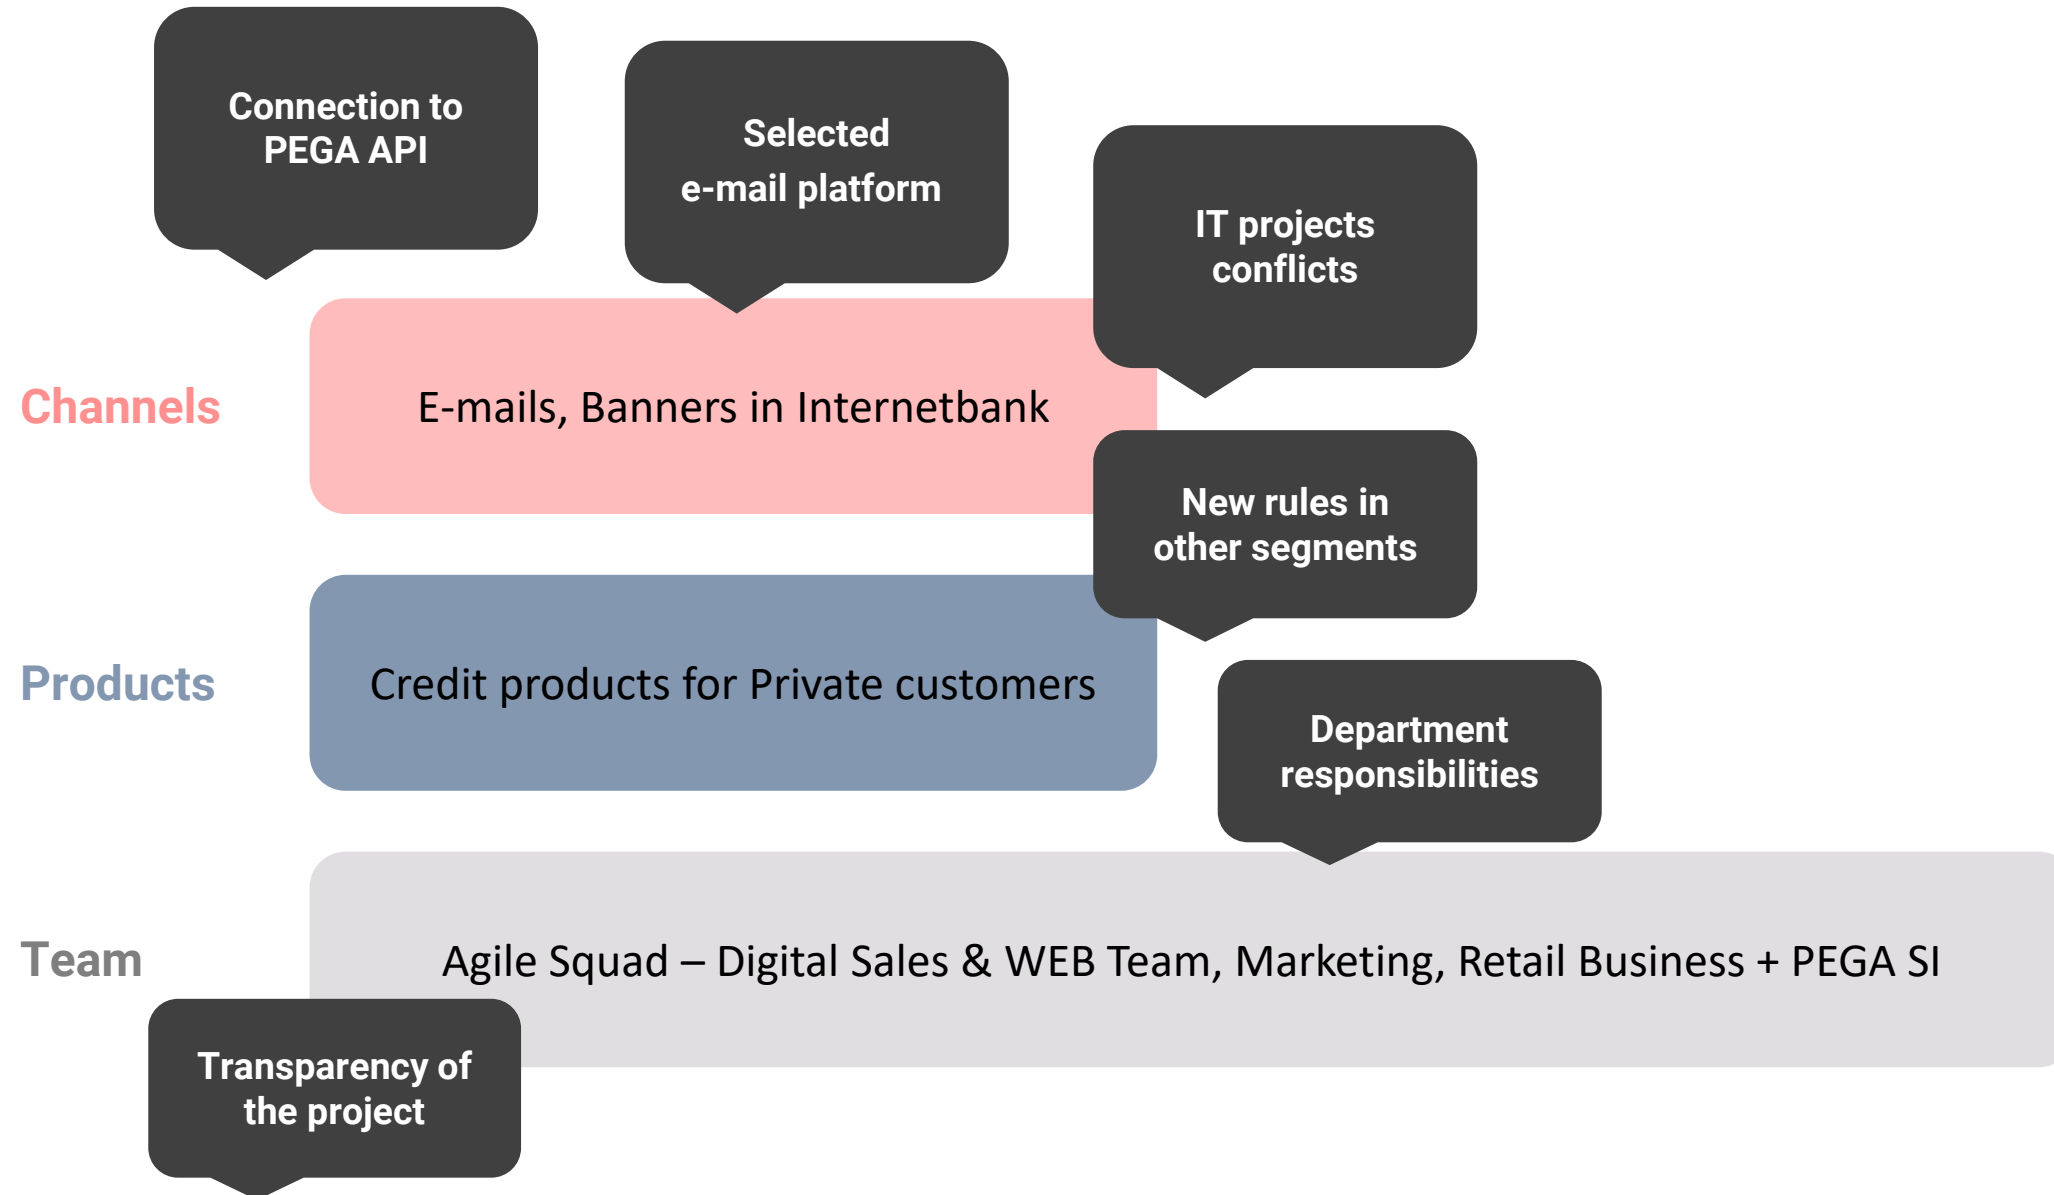 Connection to
PEGA API
Selected
e-mail platform
IT projects
conflicts
Channels
E-mails, Banners in Internetbank
New rules in
other segments
Products
Credit products for Private customers
Department
responsibilities
Team
Agile Squad – Digital Sales & WEB Team, Marketing, Retail Business + PEGA SI
Transparency of
the project